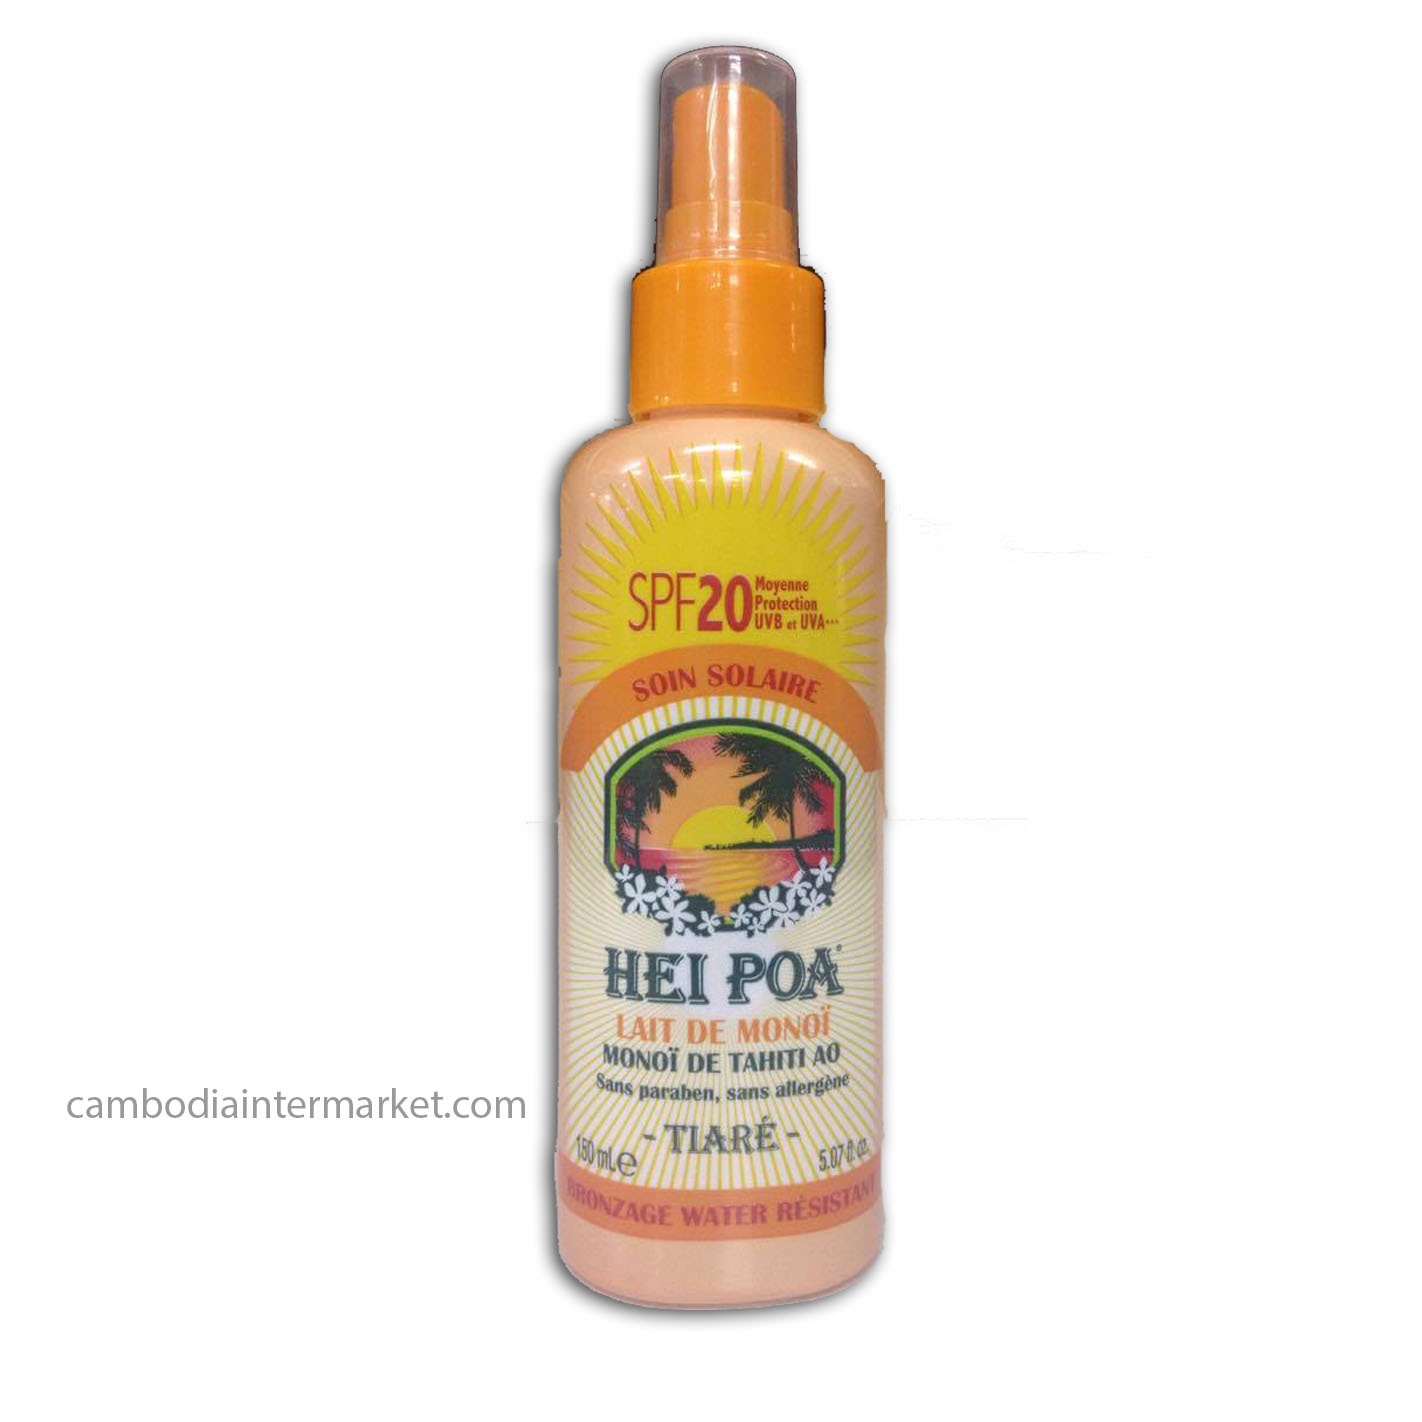 SPF20
Moyenne
Protection
UVB et UVA***
SOIN SOLAIRE
HEI POA®
LAIT DE MONOÏ
MONOÏ DE TAHITI AO
Sans paraben, sans allergène
cambodiaintermarket.com
- TIARÉ -
150 mL e
5.07 fl. oz.
BRONZAGE WATER RÉSISTANT